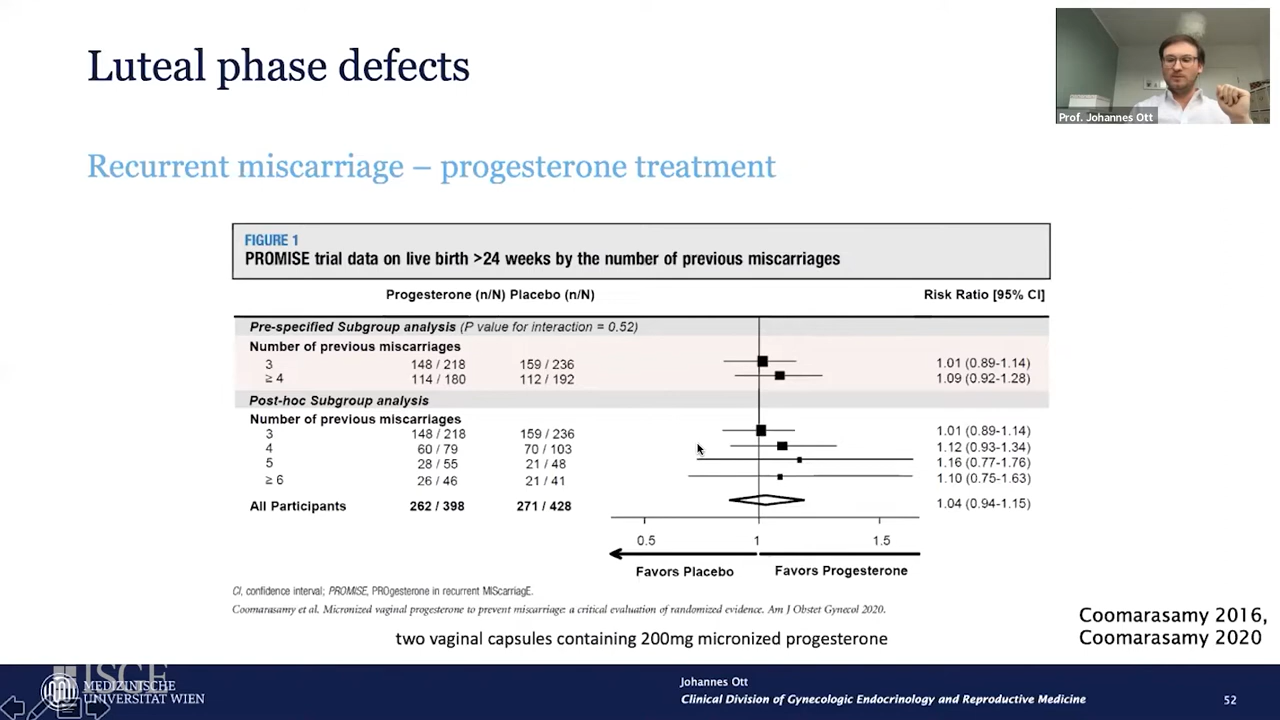 Luteal phase defects
Prof. Johannes Ott
Recurrent miscarriage – progesterone treatment
FIGURE 1
PROMISE trial data on live birth >24 weeks by the number of previous miscarriages
Progesterone (n/N) Placebo (n/N) Risk Ratio [95% CI]
Pre-specified Subgroup analysis (P value for interaction = 0.52)
Number of previous miscarriages
3 148 / 218 159 / 236 1.01 (0.89-1.14)
≥ 4 114 / 180 112 / 192 1.09 (0.92-1.28)
Post-hoc Subgroup analysis
Number of previous miscarriages
3 148 / 218 159 / 236 1.01 (0.89-1.14)
4 60 / 79 70 / 103 1.12 (0.93-1.34)
5 28 / 55 21 / 48 1.16 (0.77-1.76)
≥ 6 26 / 46 21 / 41 1.10 (0.75-1.63)
All Participants 262 / 398 271 / 428 1.04 (0.94-1.15)
0.5 1 1.5
Favors Placebo Favors Progesterone
CI, confidence interval; PROMISE, PROgesterone in recurrent MIScarriagE.
Coomarasamy et al. Micronized vaginal progesterone to prevent miscarriage: a critical evaluation of randomized evidence. Am J Obstet Gynecol 2020.
Coomarasamy 2016,
Coomarasamy 2020
two vaginal capsules containing 200mg micronized progesterone
ISGE
MEDIZINISCHE
UNIVERSITÄT WIEN
Johannes Ott
Clinical Division of Gynecologic Endocrinology and Reproductive Medicine
52